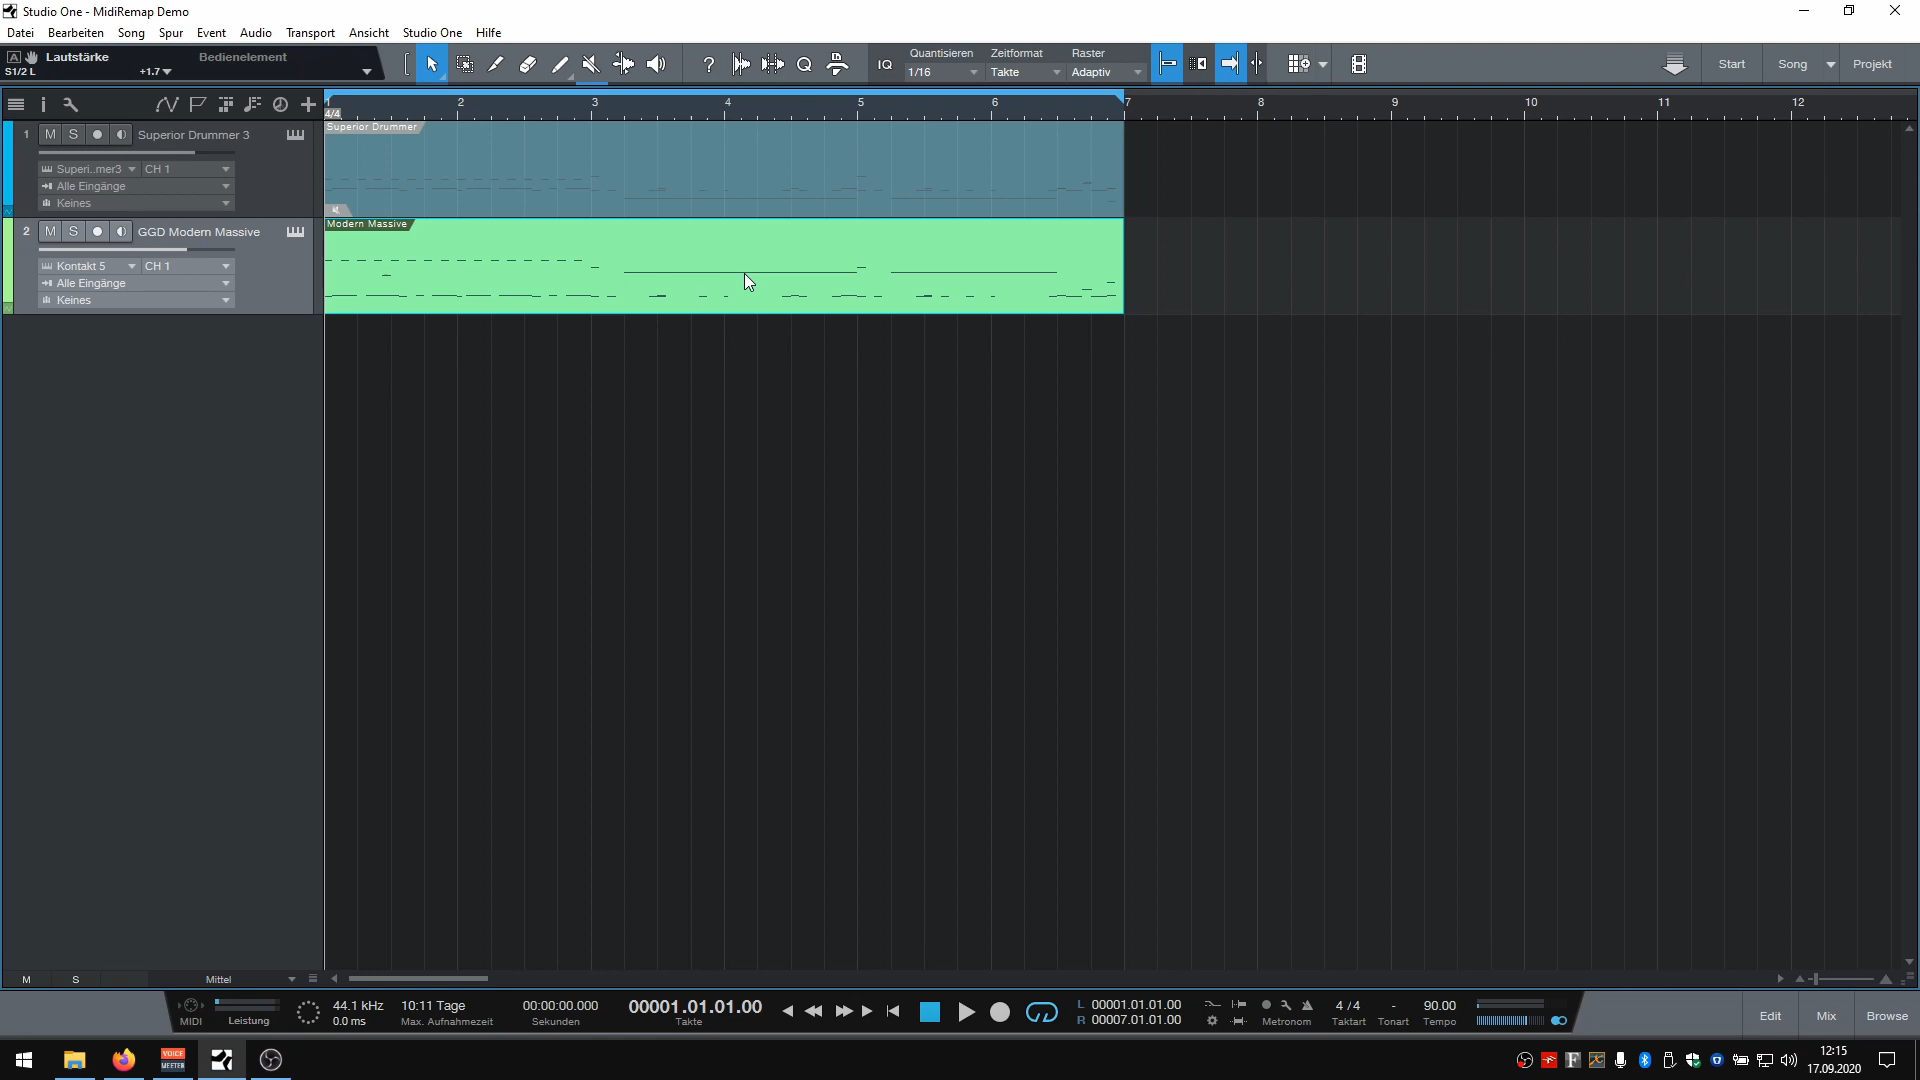 Studio One - MidiRemap Demo
Datei Bearbeiten Song Spur Event Audio Transport Ansicht Studio One Hilfe
A Lautstärke Bedienelement
S1/2 L +1.7
? Q IQ
Quantisieren Zeitformat Raster
1/16 Takte Adaptiv
Start Song Projekt
1 2 3 4 5 6 7 8 9 10 11 12
4/4
1 M S Superior Drummer 3
Superi..mer3 CH 1
Alle Eingänge
Keines
Superior Drummer
2 M S GGD Modern Massive
Kontakt 5 CH 1
Alle Eingänge
Keines
Modern Massive
M S Mittel
MIDI Leistung
44.1 kHz
0.0 ms
10:11 Tage
Max. Aufnahmezeit
00:00:00.000
Sekunden
00001.01.01.00
Takte
L 00001.01.01.00
R 00007.01.01.00
Metronom
4 / 4
Taktart
-
Tonart
90.00
Tempo
Edit Mix Browse
VOICE
MEETER
F
12:15
17.09.2020